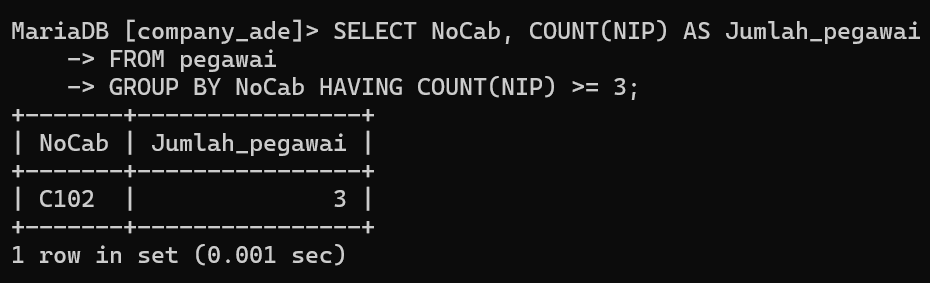 MariaDB [company_ade]> SELECT NoCab, COUNT(NIP) AS Jumlah_pegawai
    -> FROM pegawai
    -> GROUP BY NoCab HAVING COUNT(NIP) >= 3;
+-------+----------------+
| NoCab | Jumlah_pegawai |
+-------+----------------+
| C102  |              3 |
+-------+----------------+
1 row in set (0.001 sec)